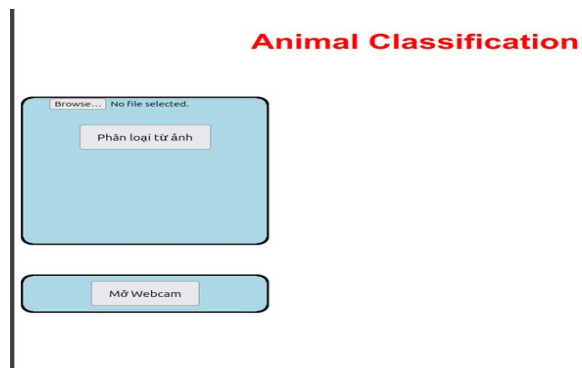 Animal Classification
Browse... No file selected.
Phân loại từ ảnh
Mở Webcam